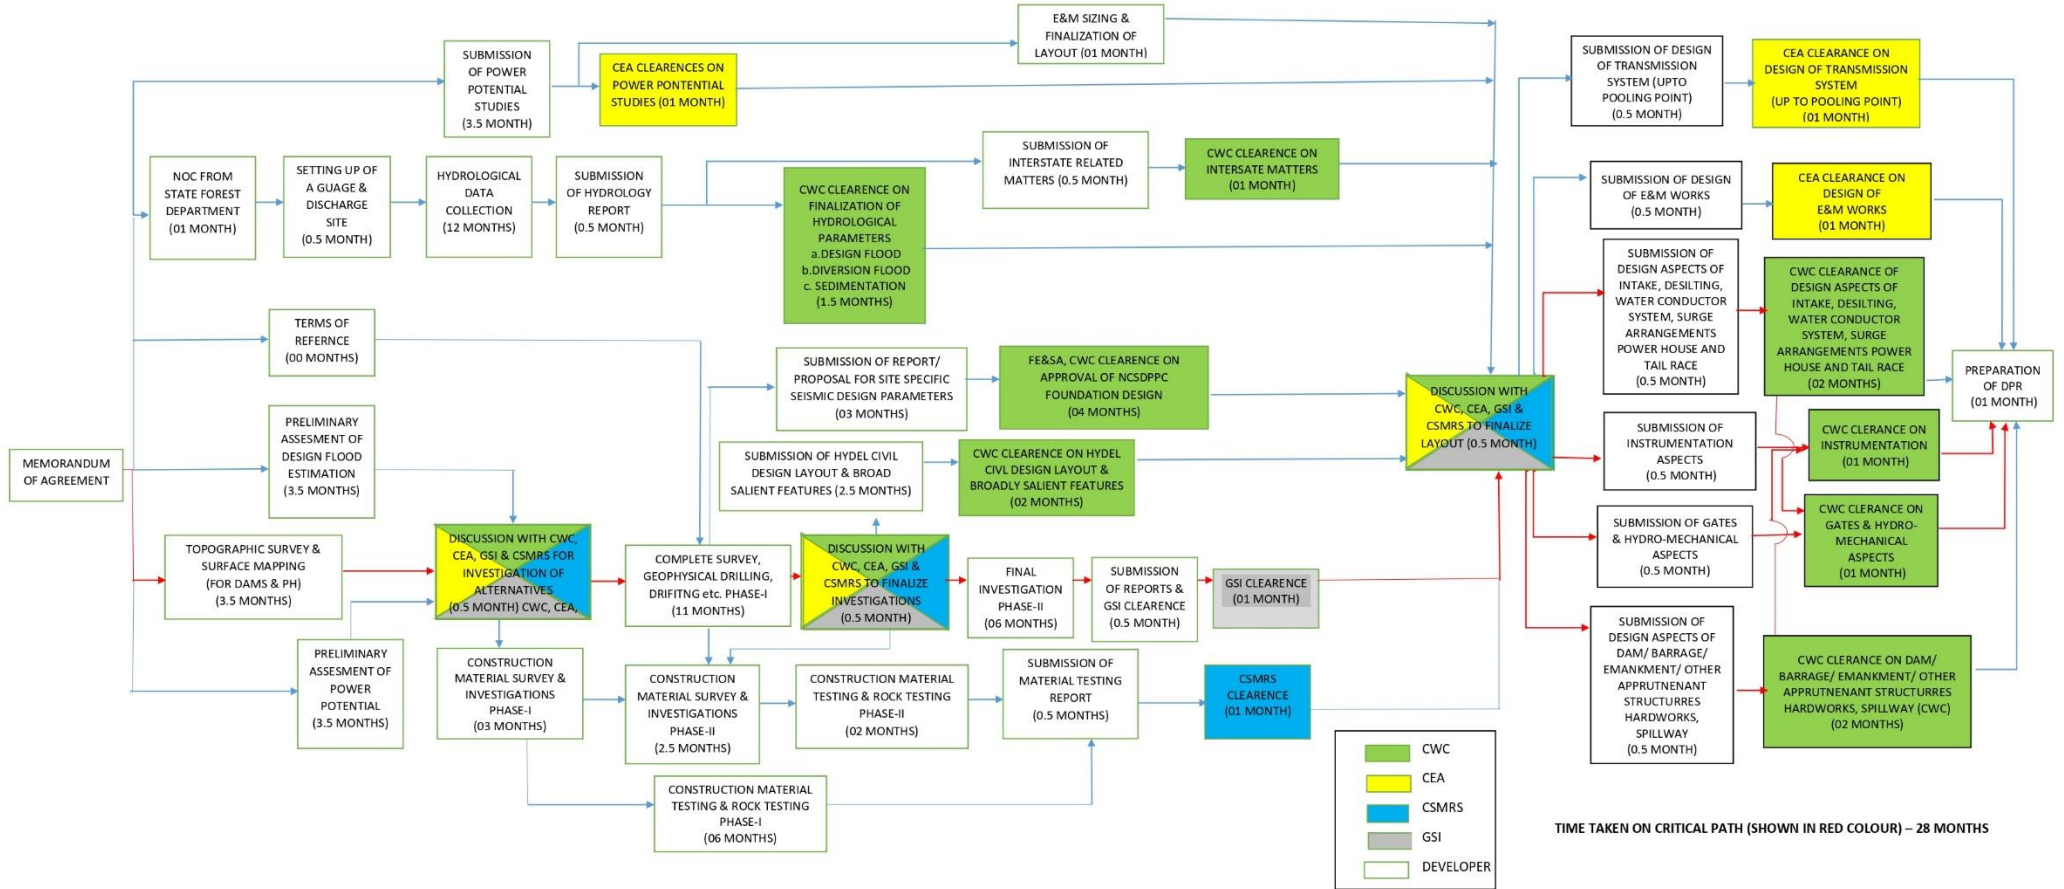 E&M SIZING &
FINALIZATION OF
LAYOUT (01 MONTH)
SUBMISSION
OF POWER
POTENTIAL
STUDIES
(3.5 MONTH)
CEA CLEARENCES ON
POWER PONTENTIAL
STUDIES (01 MONTH)
SUBMISSION OF DESIGN
OF TRANSMISSION
SYSTEM (UPTO
POOLING POINT)
(0.5 MONTH)
CEA CLEARANCE ON
DESIGN OF TRANSMISSION
SYSTEM
(UP TO POOLING POINT)
(01 MONTH)
NOC FROM
STATE FOREST
DEPARTMENT
(01 MONTH)
SETTING UP OF
A GUAGE &
DISCHARGE
SITE
(0.5 MONTH)
HYDROLOGICAL
DATA
COLLECTION
(12 MONTHS)
SUBMISSION
OF HYDROLOGY
REPORT
(0.5 MONTH)
CWC CLEARENCE ON
FINALIZATION OF
HYDROLOGICAL
PARAMETERS
a.DESIGN FLOOD
b.DIVERSION FLOOD
c. SEDIMENTATION
(1.5 MONTHS)
SUBMISSION OF
INTERSTATE RELATED
MATTERS (0.5 MONTH)
CWC CLEARENCE ON
INTERSATE MATTERS
(01 MONTH)
SUBMISSION OF DESIGN
OF E&M WORKS
(0.5 MONTH)
CEA CLEARANCE ON
DESIGN OF
E&M WORKS
(01 MONTH)
SUBMISSION OF
DESIGN ASPECTS OF
INTAKE, DESILTING,
WATER CONDUCTOR
SYSTEM, SURGE
ARRANGEMENTS
POWER HOUSE AND
TAIL RACE
(0.5 MONTH)
CWC CLEARANCE OF
DESIGN ASPECTS OF
INTAKE, DESILTING,
WATER CONDUCTOR
SYSTEM, SURGE
ARRANGEMENTS POWER
HOUSE AND TAIL RACE
(02 MONTHS)
TERMS OF
REFERNCE
(00 MONTHS)
SUBMISSION OF REPORT/
PROPOSAL FOR SITE SPECIFIC
SEISMIC DESIGN PARAMETERS
(03 MONTHS)
FE&SA, CWC CLERENCE ON
APPROVAL OF NCSDPPC
FOUNDATION DESIGN
(04 MONTHS)
DISCUSSION WITH
CWC, CEA, GSI &
CSMRS TO FINALIZE
LAYOUT (0.5 MONTH)
PREPARATION
OF DPR
(01 MONTH)
MEMORANDUM
OF AGREEMENT
PRELIMINARY
ASSESMENT OF
DESIGN FLOOD
ESTIMATION
(3.5 MONTHS)
SUBMISSION OF HYDEL CIVIL
DESIGN LAYOUT & BROAD
SALIENT FEATURES (2.5 MONTHS)
CWC CLEARANCE ON HYDEL
CIVL DESIGN LAYOUT &
BROADLY SALIENT FEATURES
(02 MONTHS)
SUBMISSION OF
INSTRUMENTATION
ASPECTS
(0.5 MONTH)
CWC CLERANCE ON
INSTRUMENTATION
(01 MONTH)
TOPOGRAPHIC SURVEY &
SURFACE MAPPING
(FOR DAMS & PH)
(3.5 MONTHS)
DISCUSSION WITH CWC,
CEA, GSI & CSMRS FOR
INVESTIGATION OF
ALTERNATIVES
(0.5 MONTH) CWC, CEA,
COMPLETE SURVEY,
GEOPHYSICAL DRILLING,
DRIFITNG etc. PHASE-I
(11 MONTHS)
DISCUSSION WITH
CWC, CEA, GSI &
CSMRS TO FINALIZE
INVESTIGATIONS
(0.5 MONTH)
FINAL
INVESTIGATION
PHASE-II
(06 MONTHS)
SUBMISSION
OF REPORTS &
GSI CLEARENCE
(0.5 MONTH)
GSI CLEARENCE
(01 MONTH)
SUBMISSION OF GATES
& HYDRO-MECHANICAL
ASPECTS
(0.5 MONTH)
CWC CLERANCE ON
GATES & HYDRO-
MECHANICAL
ASPECTS
(01 MONTH)
PRELIMINARY
ASSESMENT OF
POWER
POTENTIAL
(3.5 MONTHS)
CONSTRUCTION
MATERIAL SURVEY &
INVESTIGATIONS
PHASE-I
(03 MONTHS)
CONSTRUCTION
MATERIAL SURVEY &
INVESTIGATIONS
PHASE-II
(2.5 MONTHS)
CONSTRUCTION MATERIAL
TESTING & ROCK TESTING
PHASE-II
(02 MONTHS)
SUBMISSION OF
MATERIAL TESTING
REPORT
(0.5 MONTH)
CSMRS
CLEARENCE
(01 MONTH)
SUBMISSION OF
DESIGN ASPECTS OF
DAM/ BARRAGE/
EMANKMENT/ OTHER
APPRUTNENANT
STRUCTURRES
HARDWORKS,
SPILLWAY
(0.5 MONTH)
CWC CLERANCE ON DAM/
BARRAGE/ EMANKMENT/ OTHER
APPRUTNENANT STRUCTURRES
HARDWORKS, SPILLWAY (CWC)
(02 MONTHS)
CONSTRUCTION MATERIAL
TESTING & ROCK TESTING
PHASE-I
(06 MONTHS)
CWC
CEA
CSMRS
GSI
DEVELOPER
TIME TAKEN ON CRITICAL PATH (SHOWN IN RED COLOUR) – 28 MONTHS